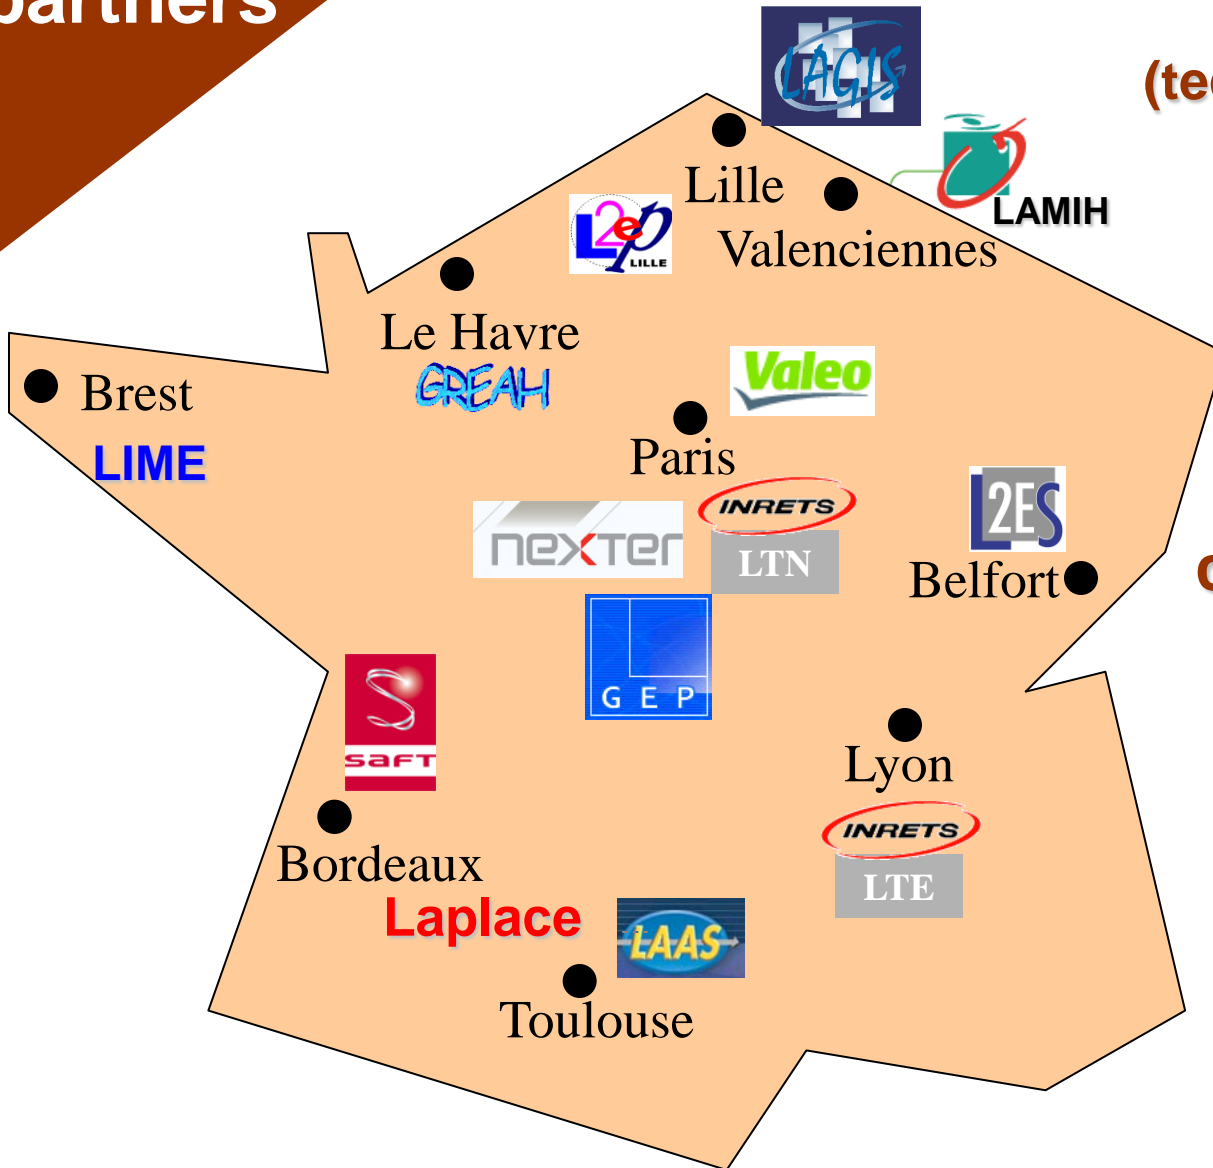 partners
LAGIS
(tec
Lille
LAMIH
L2eP
LILLE
Valenciennes
Le Havre
GREAH
Valeo
Brest
Paris
LIME
INRETS
L2ES
nexter
LTN
Belfort
c
GEP
SAFT
Lyon
INRETS
Bordeaux
LTE
Laplace
LAAS
Toulouse